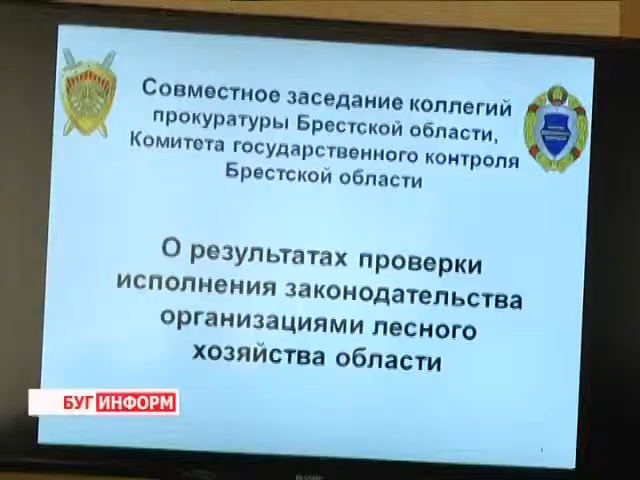 Совместное заседание коллегий
прокуратуры Брестской области,
Комитета государственного контроля
Брестской области
О результатах проверки
исполнения законодательства
организациями лесного
хозяйства области
БУГ ИНФОРМ